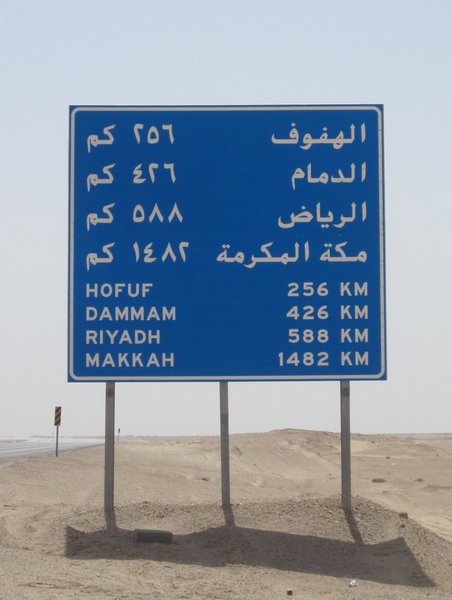 الهفوف ٢٥٦ كم
الدمام ٤٢٦ كم
الرياض ٥٨٨ كم
مكة المكرمة ١٤٨٢ كم
HOFUF 256 KM
DAMMAM 426 KM
RIYADH 588 KM
MAKKAH 1482 KM